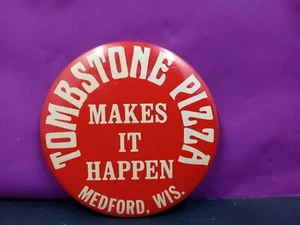 TOMBSTONE PIZZA
MAKES
IT
HAPPEN
MEDFORD, WIS.